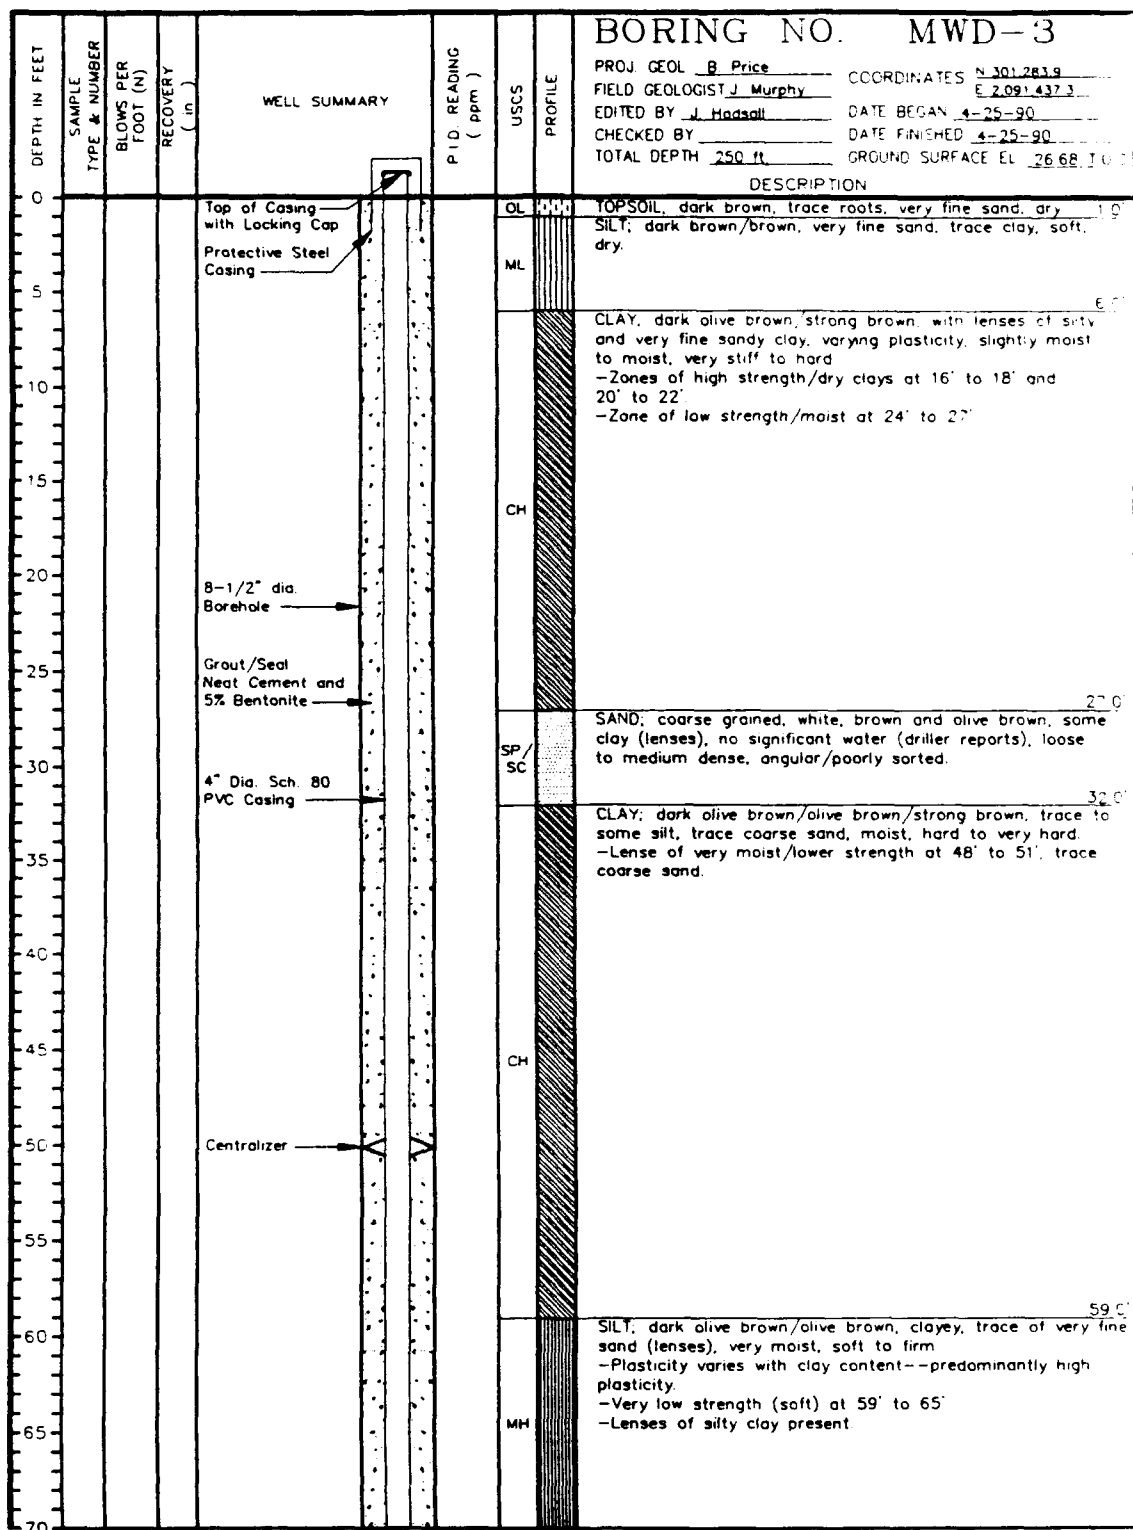 BORING NO. MWD-3
PROJ. GEOL B. Price
FIELD GEOLOGIST J. Murphy
EDITED BY J. Hadsall
CHECKED BY
TOTAL DEPTH 250 ft.
COORDINATES N 301,283.9
E 2,091,437.3
DATE BEGAN 4-25-90
DATE FINISHED 4-25-90
GROUND SURFACE EL 26.68
DEPTH IN FEET
SAMPLE TYPE & NUMBER
BLOWS PER FOOT (N)
RECOVERY ( in )
WELL SUMMARY
P.I.D. READING ( ppm )
USCS
PROFILE
DESCRIPTION
0
5
10
15
20
25
30
35
40
45
50
55
60
65
70
Top of Casing
with Locking Cap
Protective Steel
Casing
8-1/2" dia.
Borehole
Grout/Seal
Neat Cement and
5% Bentonite
4" Dia. Sch. 80
PVC Casing
Centralizer
OL
ML
CH
SP/
SC
CH
MH
TOPSOIL, dark brown, trace roots, very fine sand, dry 1.0'
SILT; dark brown/brown, very fine sand, trace clay, soft,
dry.
6.0'
CLAY, dark olive brown/strong brown, with lenses of silty
and very fine sandy clay, varying plasticity, slightly moist
to moist, very stiff to hard
-Zones of high strength/dry clays at 16' to 18' and
20' to 22'
-Zone of low strength/moist at 24' to 27'
27.0'
SAND; coarse grained, white, brown and olive brown, some
clay (lenses), no significant water (driller reports), loose
to medium dense, angular/poorly sorted.
32.0'
CLAY; dark olive brown/olive brown/strong brown, trace to
some silt, trace coarse sand, moist, hard to very hard.
-Lense of very moist/lower strength at 48' to 51', trace
coarse sand.
59.0'
SILT; dark olive brown/olive brown, clayey, trace of very fine
sand (lenses), very moist, soft to firm
-Plasticity varies with clay content--predominantly high
plasticity.
-Very low strength (soft) at 59' to 65'
-Lenses of silty clay present